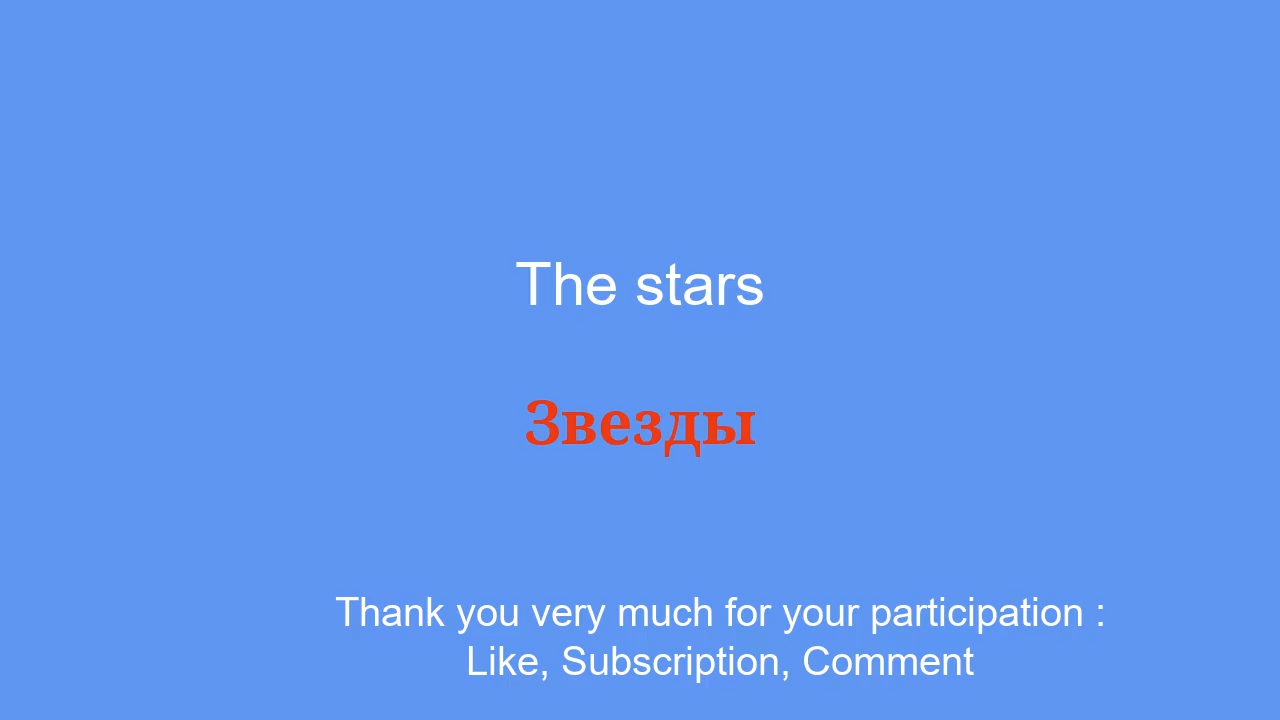 The stars
Звезды
Thank you very much for your participation :
Like, Subscription, Comment